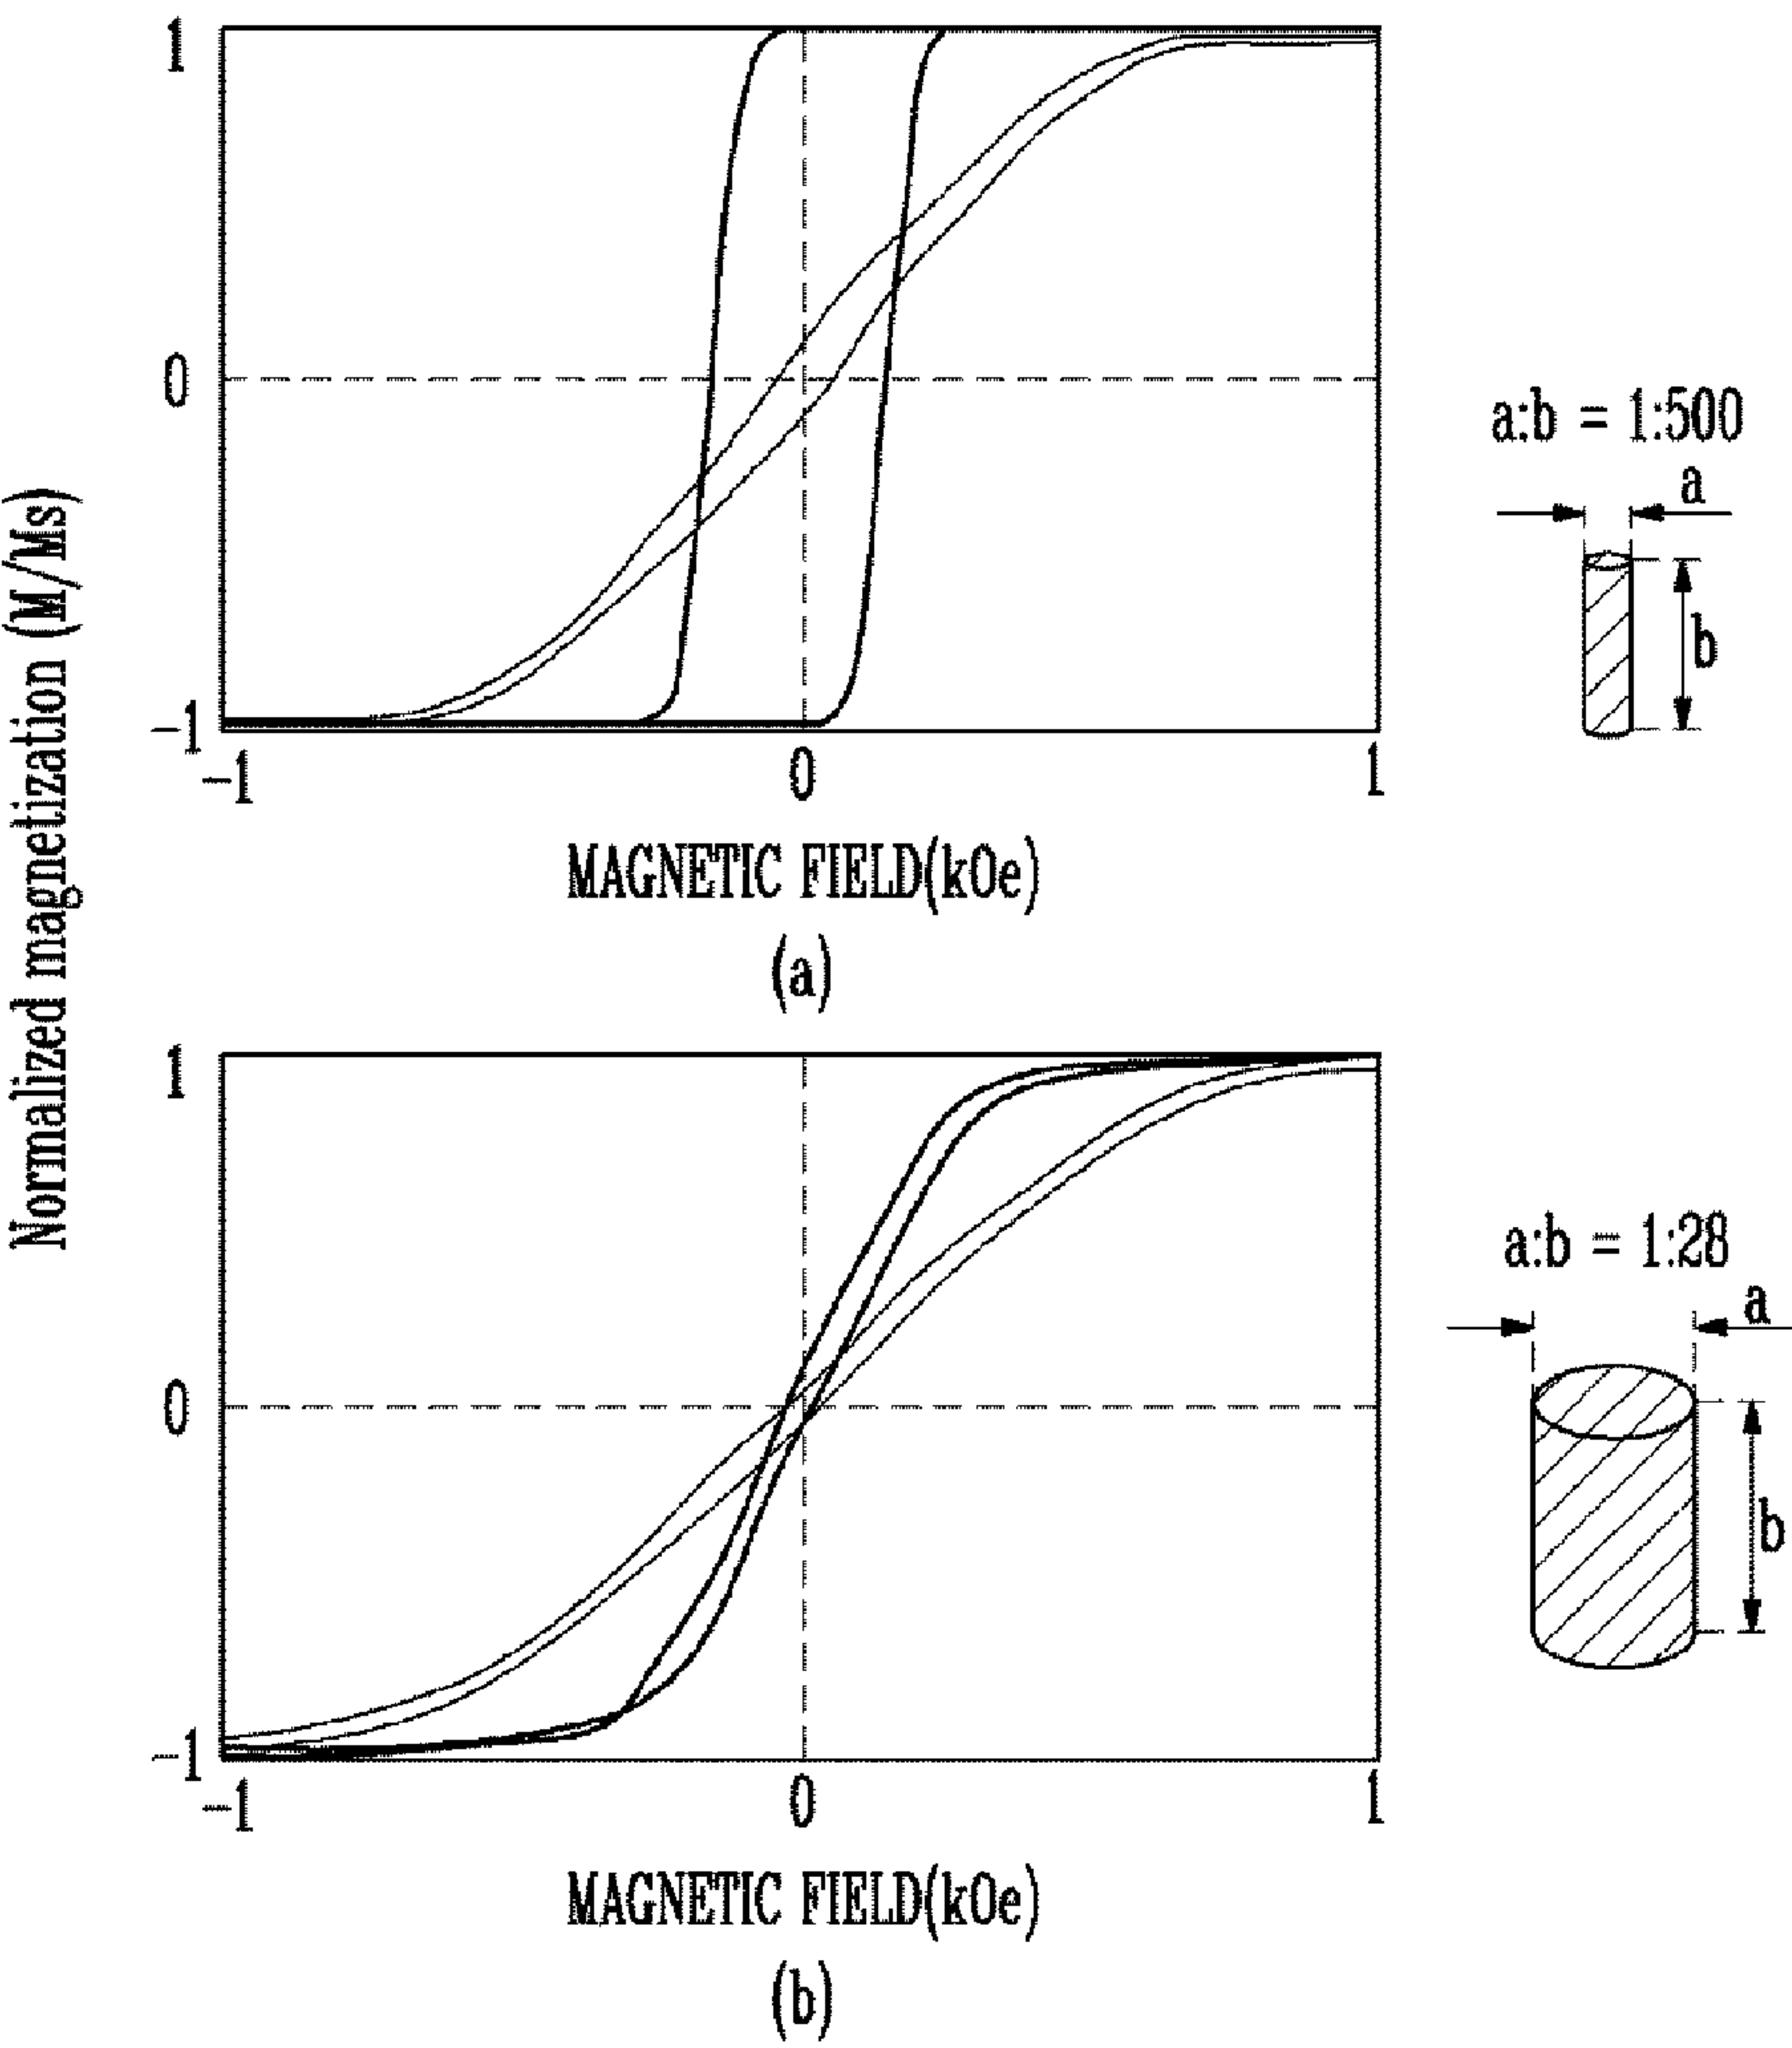 Normalized magnetization (M/Ms)
1
0
-1
-1 0 1
MAGNETIC FIELD(kOe)
(a)
a:b = 1:500
a
b
1
0
-1
-1 0 1
MAGNETIC FIELD(kOe)
(b)
a:b = 1:28
a
b